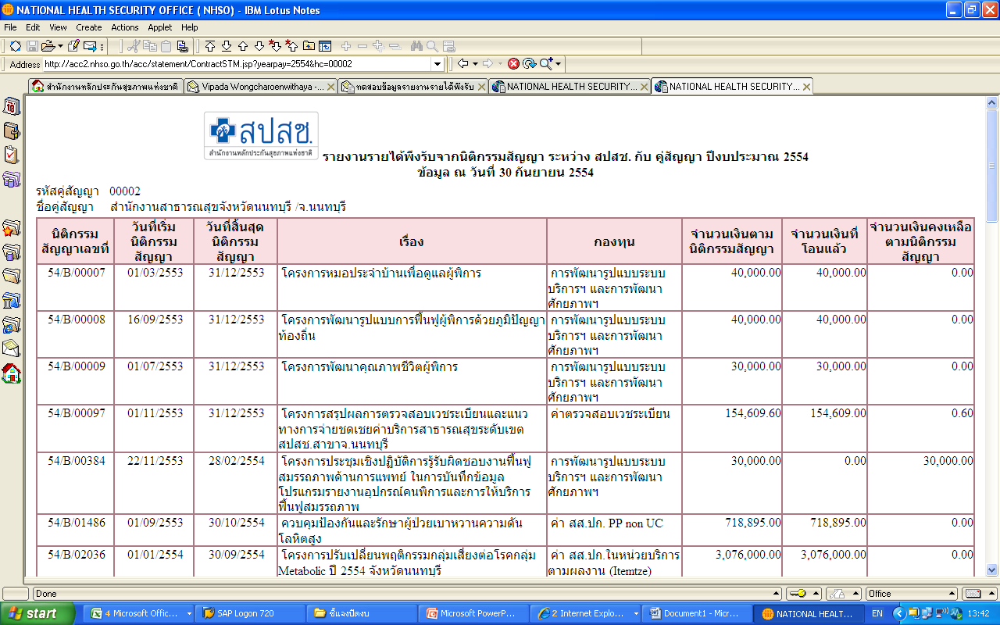 NATIONAL HEALTH SECURITY OFFICE ( NHSO) - IBM Lotus Notes
File Edit View Create Actions Applet Help
Address http://acc2.nhso.go.th/acc/statement/ContractSTM.jsp?yearpay=2554&hc=00002
สำนักงานหลักประกันสุขภาพแห่งชาติ Vipada Wongcharoenwithaya -... ทดสอบข้อมูลรายงานรายได้พึงรับ NATIONAL HEALTH SECURITY... NATIONAL HEALTH SECURITY...
สปสช.
สำนักงานหลักประกันสุขภาพแห่งชาติ
รายงานรายได้พึงรับจากนิติกรรมสัญญา ระหว่าง สปสช. กับ คู่สัญญา ปีงบประมาณ 2554
ข้อมูล ณ วันที่ 30 กันยายน 2554
รหัสคู่สัญญา 00002
ชื่อคู่สัญญา สำนักงานสาธารณสุขจังหวัดนนทบุรี /จ.นนทบุรี
นิติกรรม วันที่เริ่ม วันที่สิ้นสุด เรื่อง กองทุน จำนวนเงินตาม จำนวนเงินที่ จำนวนเงินคงเหลือ
สัญญาเลขที่ นิติกรรม นิติกรรม นิติกรรมสัญญา โอนแล้ว ตามนิติกรรม
สัญญา สัญญา สัญญา
54/B/00007 01/03/2553 31/12/2553 โครงการหมอประจำบ้านเพื่อดูแลผู้พิการ การพัฒนารูปแบบระบบ 40,000.00 40,000.00 0.00
บริการฯ และการพัฒนา
ศักยภาพฯ
54/B/00008 16/09/2553 31/12/2553 โครงการพัฒนารูปแบบการฟื้นฟูผู้พิการด้วยภูมิปัญญา การพัฒนารูปแบบระบบ 40,000.00 40,000.00 0.00
ท้องถิ่น บริการฯ และการพัฒนา
ศักยภาพฯ
54/B/00009 01/07/2553 31/12/2553 โครงการพัฒนาคุณภาพชีวิตผู้พิการ การพัฒนารูปแบบระบบ 30,000.00 30,000.00 0.00
บริการฯ และการพัฒนา
ศักยภาพฯ
54/B/00097 01/11/2553 31/12/2553 โครงการสรุปผลการตรวจสอบเวชระเบียนและแนว ค่าตรวจสอบเวชระเบียน 154,609.60 154,609.00 0.60
ทางการจ่ายชดเชยค่าบริการสาธารณสุขระดับเขต
สปสช.สาขาจ.นนทบุรี
54/B/00384 22/11/2553 28/02/2554 โครงการประชุมเชิงปฏิบัติการรู้รับผิดชอบงานฟื้นฟู การพัฒนารูปแบบระบบ 30,000.00 0.00 30,000.00
สมรรถภาพด้านการแพทย์ ในการบันทึกข้อมูล บริการฯ และการพัฒนา
โปรแกรมรายงานอุปกรณ์คนพิการและการให้บริการ ศักยภาพฯ
ฟื้นฟูสมรรถภาพ
54/B/01486 01/09/2553 30/10/2554 ควบคุมป้องกันและรักษาผู้ป่วยเบาหวานความดัน ค่า สส.ปก. PP non UC 718,895.00 718,895.00 0.00
โลหิตสูง
54/B/02036 01/01/2554 30/09/2554 โครงการปรับเปลี่ยนพฤติกรรมกลุ่มเสี่ยงต่อโรคกลุ่ม ค่า สส.ปก.ในหน่วยบริการ 3,076,000.00 3,076,000.00 0.00
Metabolic ปี 2554 จังหวัดนนทบุรี ตามผลงาน (Itemtze)
Done Office
start 4 Microsoft Offic... SAP Logon 720 ชี้แจงปิดงบ Microsoft PowerP... 2 Internet Explo... Document1 - Micr... NATIONAL HEALT... EN 13:42